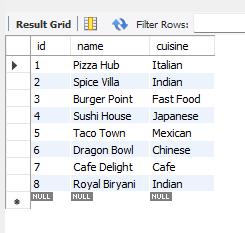 Result Grid Filter Rows:
id name cuisine
1 Pizza Hub Italian
2 Spice Villa Indian
3 Burger Point Fast Food
4 Sushi House Japanese
5 Taco Town Mexican
6 Dragon Bowl Chinese
7 Cafe Delight Cafe
8 Royal Biryani Indian
NULL NULL NULL